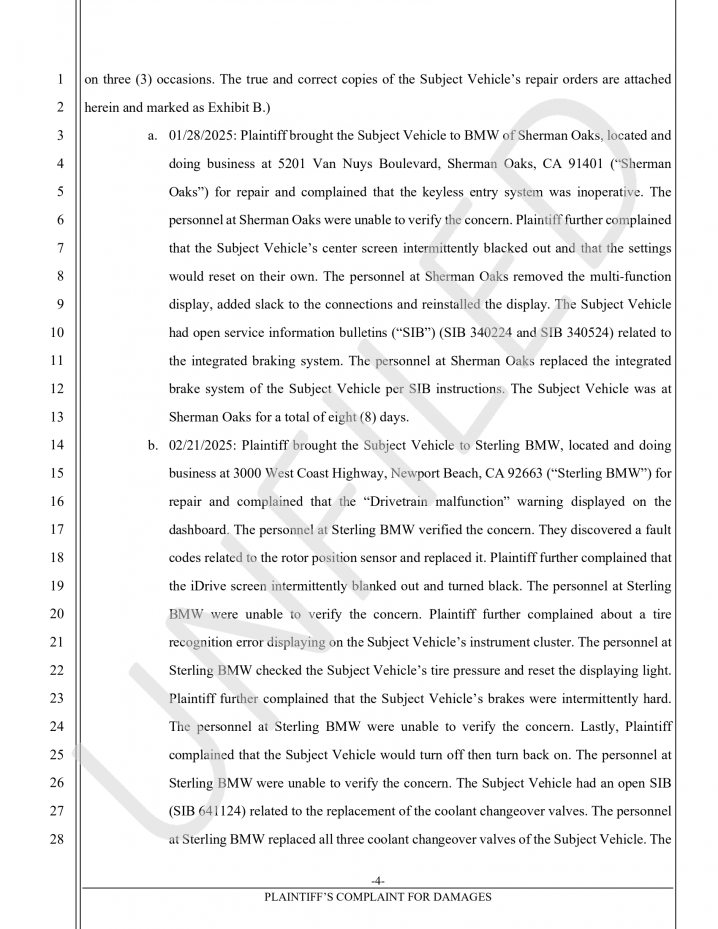 1 on three (3) occasions. The true and correct copies of the Subject Vehicle’s repair orders are attached
2 herein and marked as Exhibit B.)
3 a. 01/28/2025: Plaintiff brought the Subject Vehicle to BMW of Sherman Oaks, located and
4 doing business at 5201 Van Nuys Boulevard, Sherman Oaks, CA 91401 (“Sherman
5 Oaks”) for repair and complained that the keyless entry system was inoperative. The
6 personnel at Sherman Oaks were unable to verify the concern. Plaintiff further complained
7 that the Subject Vehicle’s center screen intermittently blacked out and that the settings
8 would reset on their own. The personnel at Sherman Oaks removed the multi-function
9 display, added slack to the connections and reinstalled the display. The Subject Vehicle
10 had open service information bulletins (“SIB”) (SIB 340224 and SIB 340524) related to
11 the integrated braking system. The personnel at Sherman Oaks replaced the integrated
12 brake system of the Subject Vehicle per SIB instructions. The Subject Vehicle was at
13 Sherman Oaks for a total of eight (8) days.
14 b. 02/21/2025: Plaintiff brought the Subject Vehicle to Sterling BMW, located and doing
15 business at 3000 West Coast Highway, Newport Beach, CA 92663 (“Sterling BMW”) for
16 repair and complained that the “Drivetrain malfunction” warning displayed on the
17 dashboard. The personnel at Sterling BMW verified the concern. They discovered a fault
18 codes related to the rotor position sensor and replaced it. Plaintiff further complained that
19 the iDrive screen intermittently blanked out and turned black. The personnel at Sterling
20 BMW were unable to verify the concern. Plaintiff further complained about a tire
21 recognition error displaying on the Subject Vehicle’s instrument cluster. The personnel at
22 Sterling BMW checked the Subject Vehicle’s tire pressure and reset the displaying light.
23 Plaintiff further complained that the Subject Vehicle’s brakes were intermittently hard.
24 The personnel at Sterling BMW were unable to verify the concern. Lastly, Plaintiff
25 complained that the Subject Vehicle would turn off then turn back on. The personnel at
26 Sterling BMW were unable to verify the concern. The Subject Vehicle had an open SIB
27 (SIB 641124) related to the replacement of the coolant changeover valves. The personnel
28 at Sterling BMW replaced all three coolant changeover valves of the Subject Vehicle. The
-4-
PLAINTIFF’S COMPLAINT FOR DAMAGES
UNFILED